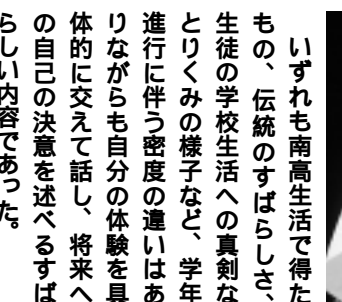 いずれも南高生活で得た
もの、伝統のすばらしさ、
生徒の学校生活への真剣な
とりくみの様子など、学年
進行に伴う密度の違いはあ
りながらも自分の体験を具
体的に交えて話し、将来へ
の自己の決意を述べるすば
らしい内容であった。